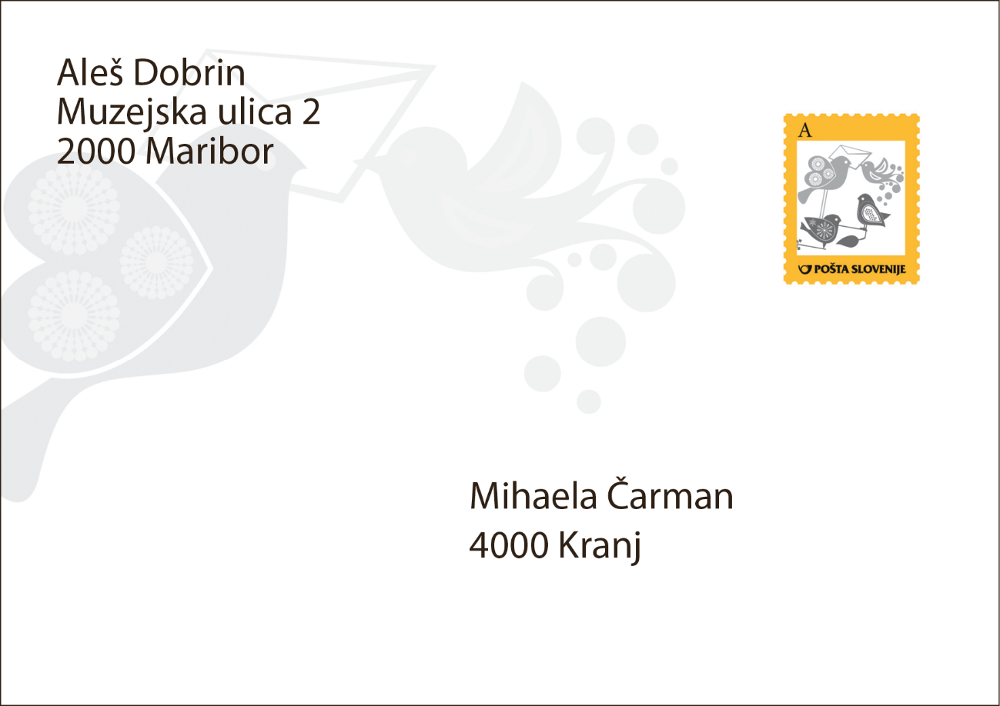 Aleš Dobrin
Muzejska ulica 2
2000 Maribor
A
POŠTA SLOVENIJE
Mihaela Čarman
4000 Kranj